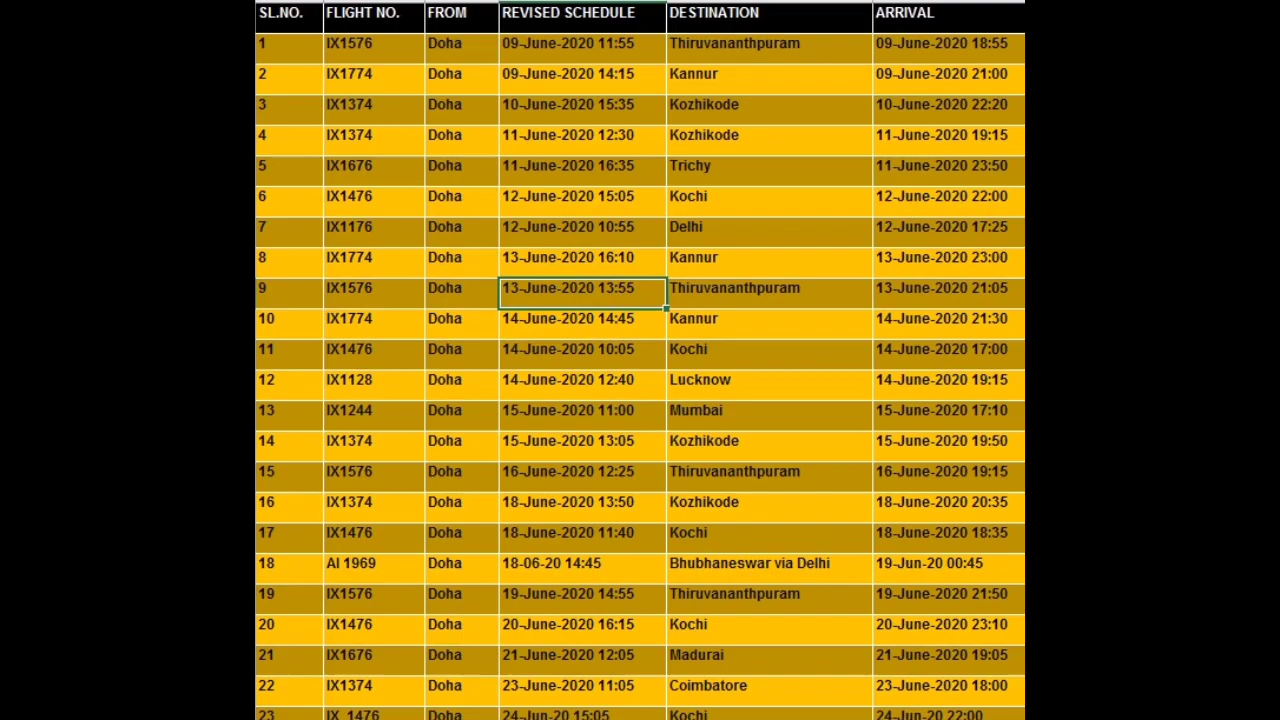 SL.NO. FLIGHT NO. FROM REVISED SCHEDULE DESTINATION ARRIVAL
1 IX1576 Doha 09-June-2020 11:55 Thiruvananthpuram 09-June-2020 18:55
2 IX1774 Doha 09-June-2020 14:15 Kannur 09-June-2020 21:00
3 IX1374 Doha 10-June-2020 15:35 Kozhikode 10-June-2020 22:20
4 IX1374 Doha 11-June-2020 12:30 Kozhikode 11-June-2020 19:15
5 IX1676 Doha 11-June-2020 16:35 Trichy 11-June-2020 23:50
6 IX1476 Doha 12-June-2020 15:05 Kochi 12-June-2020 22:00
7 IX1176 Doha 12-June-2020 10:55 Delhi 12-June-2020 17:25
8 IX1774 Doha 13-June-2020 16:10 Kannur 13-June-2020 23:00
9 IX1576 Doha 13-June-2020 13:55 Thiruvananthpuram 13-June-2020 21:05
10 IX1774 Doha 14-June-2020 14:45 Kannur 14-June-2020 21:30
11 IX1476 Doha 14-June-2020 10:05 Kochi 14-June-2020 17:00
12 IX1128 Doha 14-June-2020 12:40 Lucknow 14-June-2020 19:15
13 IX1244 Doha 15-June-2020 11:00 Mumbai 15-June-2020 17:10
14 IX1374 Doha 15-June-2020 13:05 Kozhikode 15-June-2020 19:50
15 IX1576 Doha 16-June-2020 12:25 Thiruvananthpuram 16-June-2020 19:15
16 IX1374 Doha 18-June-2020 13:50 Kozhikode 18-June-2020 20:35
17 IX1476 Doha 18-June-2020 11:40 Kochi 18-June-2020 18:35
18 AI 1969 Doha 18-06-20 14:45 Bhubhaneswar via Delhi 19-Jun-20 00:45
19 IX1576 Doha 19-June-2020 14:55 Thiruvananthpuram 19-June-2020 21:50
20 IX1476 Doha 20-June-2020 16:15 Kochi 20-June-2020 23:10
21 IX1676 Doha 21-June-2020 12:05 Madurai 21-June-2020 19:05
22 IX1374 Doha 23-June-2020 11:05 Coimbatore 23-June-2020 18:00
23 IX 1476 Doha 24-Jun-20 15:05 Kochi 24-Jun-20 22:00